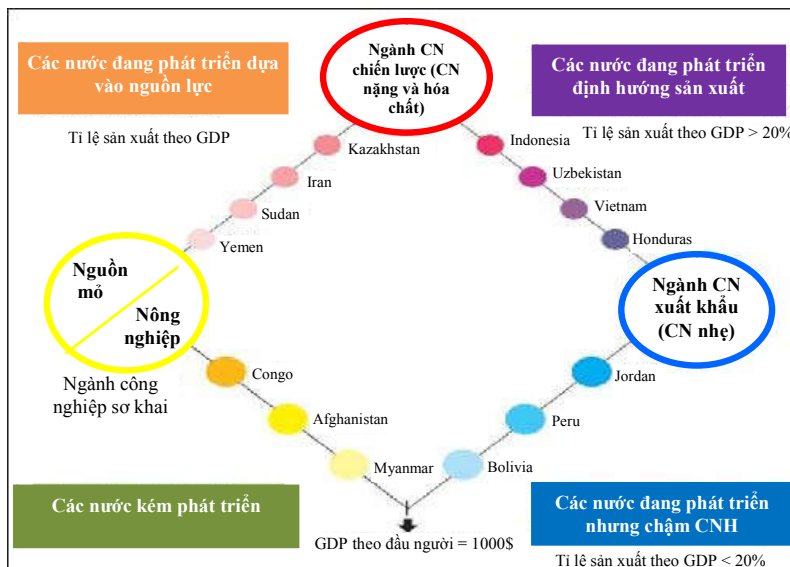 Các nước đang phát triển dựa
vào nguồn lực
Tỉ lệ sản xuất theo GDP
Ngành CN
chiến lược (CN
nặng và hóa
chất)
Các nước đang phát triển
định hướng sản xuất
Tỉ lệ sản xuất theo GDP > 20%
Kazakhstan
Iran
Sudan
Yemen
Indonesia
Uzbekistan
Vietnam
Honduras
Nguồn
mỏ
Nông
nghiệp
Ngành công
nghiệp sơ khai
Ngành CN
xuất khẩu
(CN nhẹ)
Congo
Afghanistan
Myanmar
Jordan
Peru
Bolivia
Các nước kém phát triển
GDP theo đầu người = 1000$
Các nước đang phát triển
nhưng chậm CNH
Tỉ lệ sản xuất theo GDP < 20%